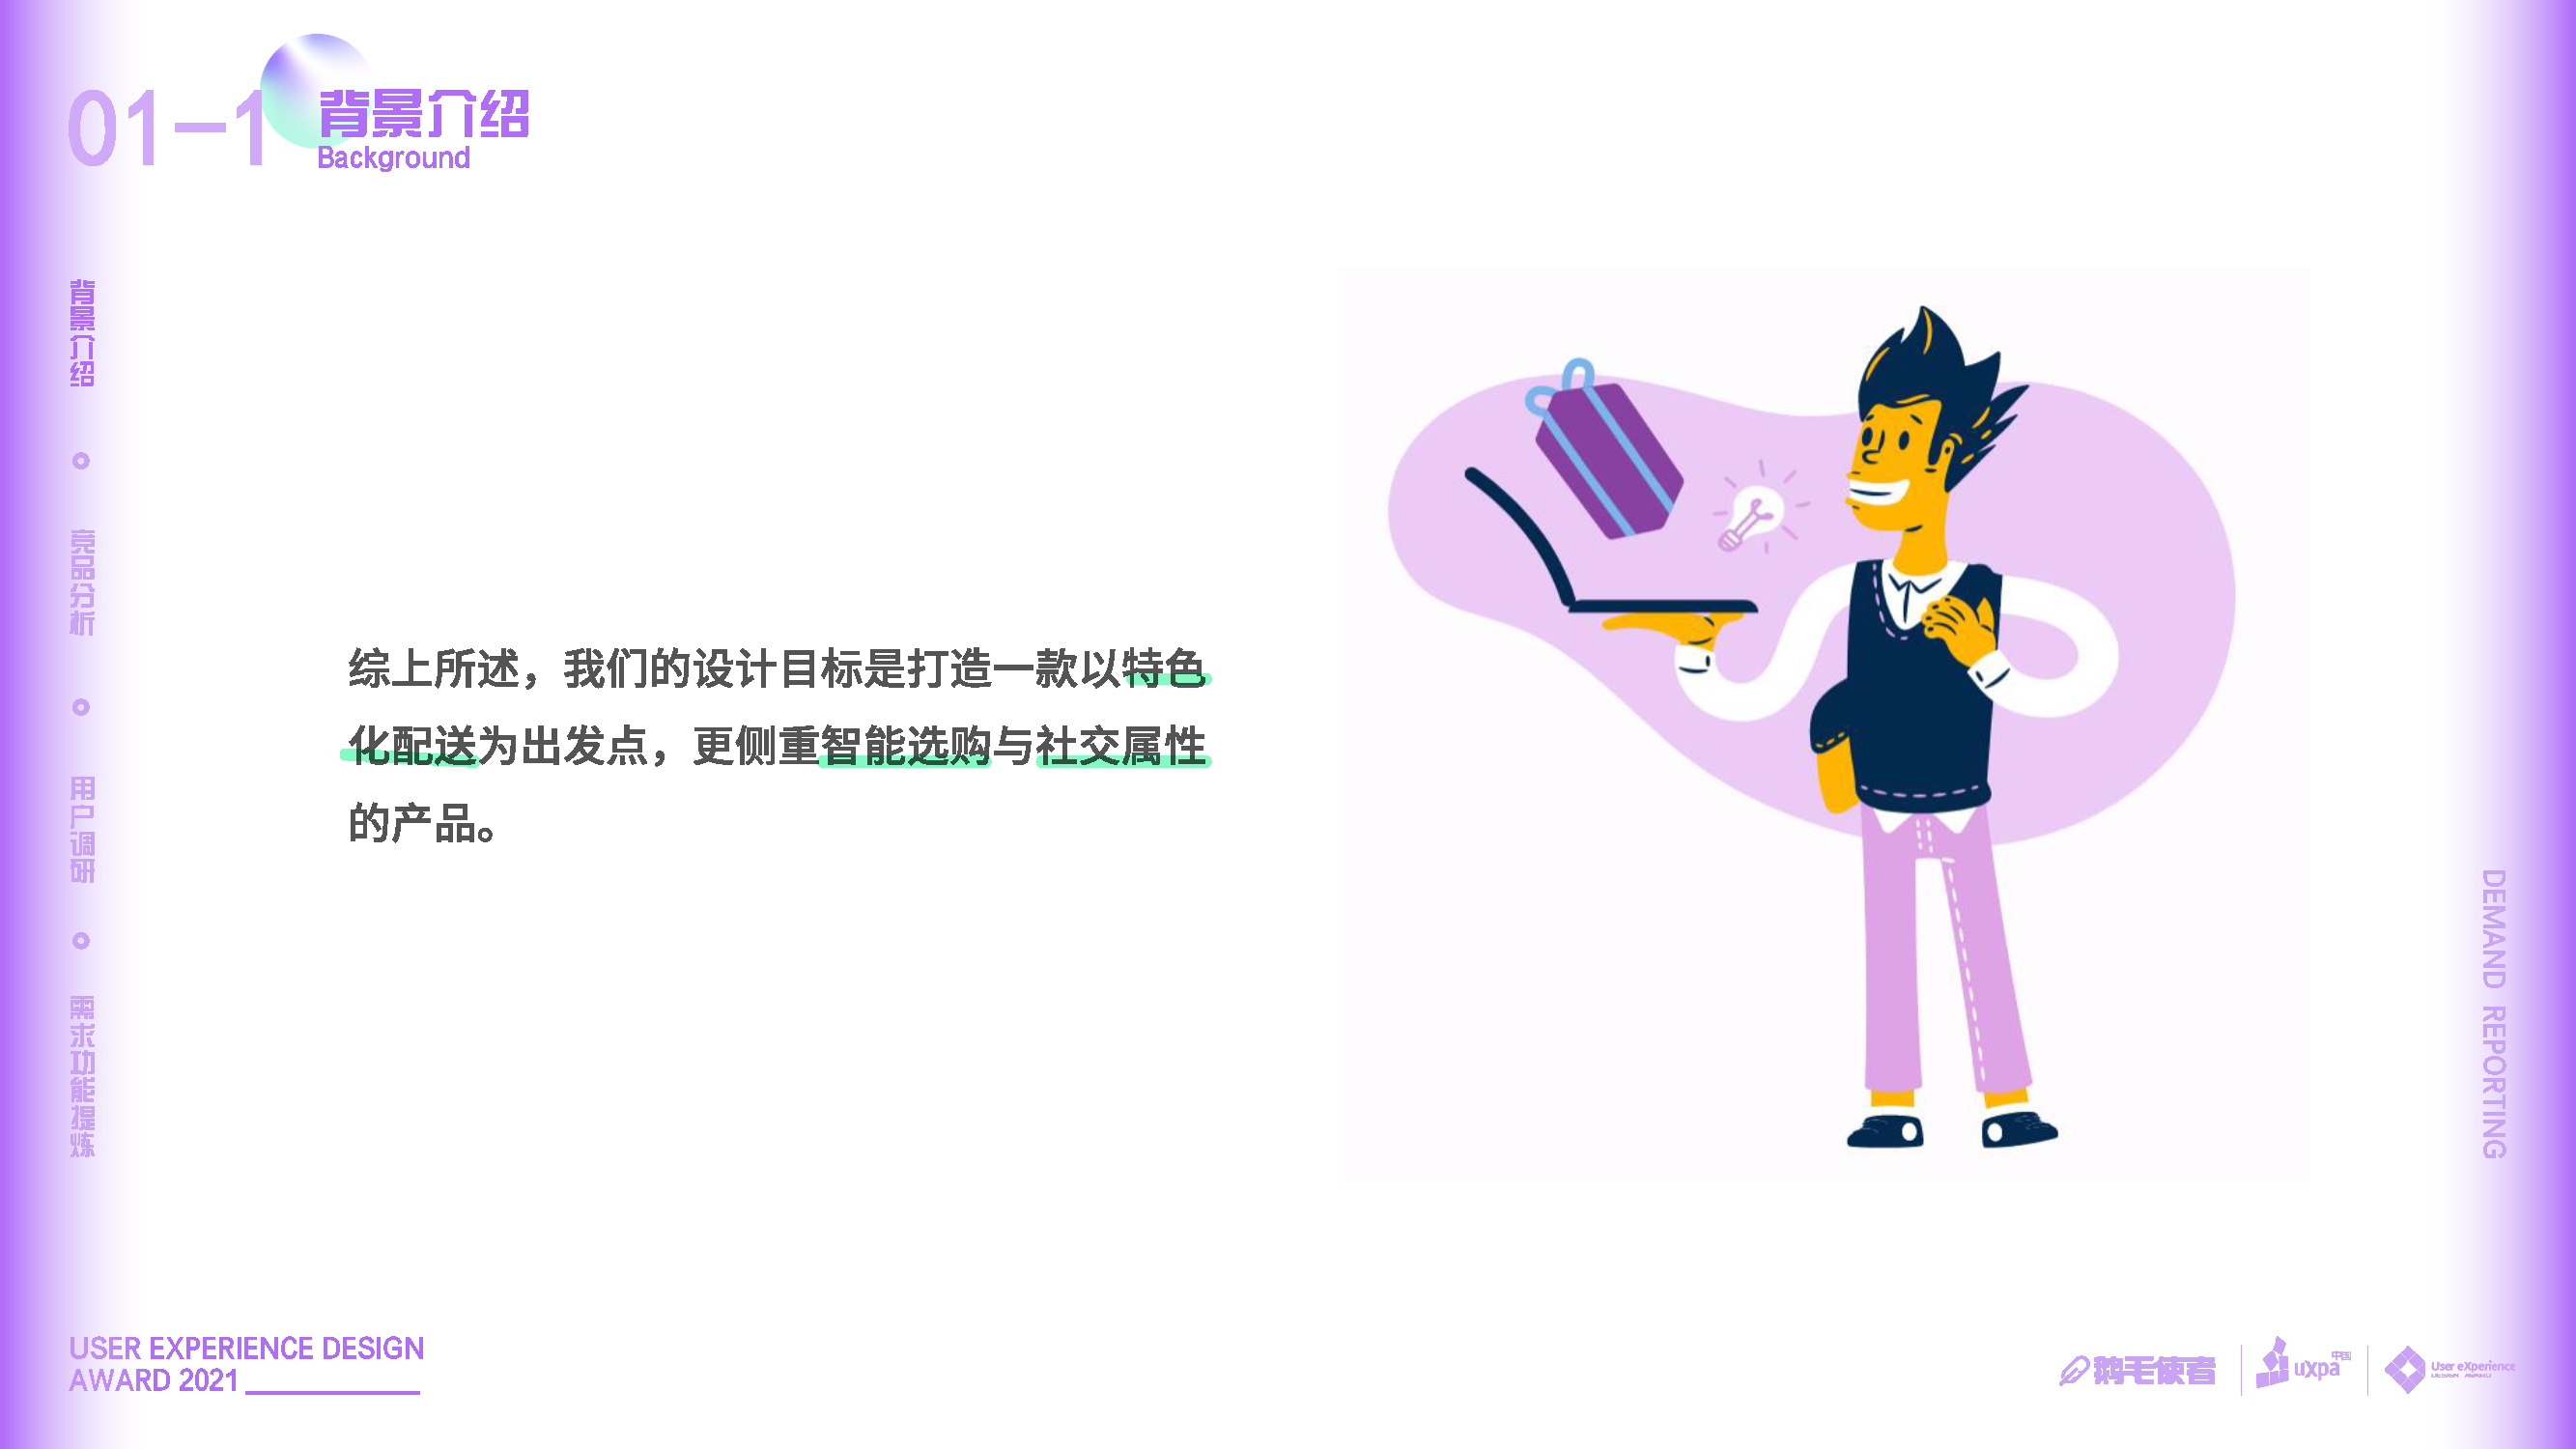 01-1
背景介绍
Background
背景介绍
竞品分析
用户调研
需求功能提炼
综上所述，我们的设计目标是打造一款以特色
化配送为出发点，更侧重智能选购与社交属性
的产品。
DEMAND REPORTING
USER EXPERIENCE DESIGN
AWARD 2021
鹅毛使者
uxpa中国
User eXperience